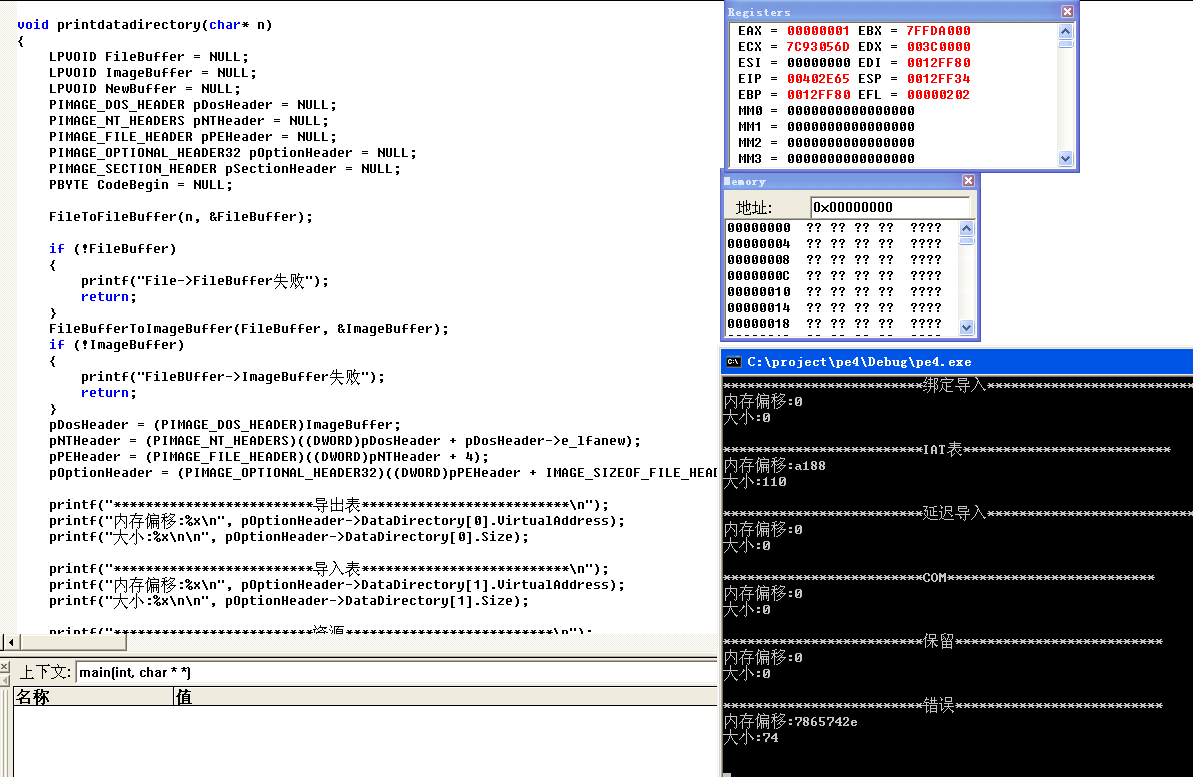 void printdatadirectory(char* n)
{
LPVOID FileBuffer = NULL;
LPVOID ImageBuffer = NULL;
LPVOID NewBuffer = NULL;
PIMAGE_DOS_HEADER pDosHeader = NULL;
PIMAGE_NT_HEADERS pNTHeader = NULL;
PIMAGE_FILE_HEADER pPEHeader = NULL;
PIMAGE_OPTIONAL_HEADER32 pOptionHeader = NULL;
PIMAGE_SECTION_HEADER pSectionHeader = NULL;
PBYTE CodeBegin = NULL;
FileToFileBuffer(n, &FileBuffer);
if (!FileBuffer)
{
printf("File->FileBuffer失败");
return;
}
FileBufferToImageBuffer(FileBuffer, &ImageBuffer);
if (!ImageBuffer)
{
printf("FileBUffer->ImageBuffer失败");
return;
}
pDosHeader = (PIMAGE_DOS_HEADER)ImageBuffer;
pNTHeader = (PIMAGE_NT_HEADERS)((DWORD)pDosHeader + pDosHeader->e_lfanew);
pPEHeader = (PIMAGE_FILE_HEADER)((DWORD)pNTHeader + 4);
pOptionHeader = (PIMAGE_OPTIONAL_HEADER32)((DWORD)pPEHeader + IMAGE_SIZEOF_FILE_HEAD
printf("*************************导出表**************************\n");
printf("内存偏移:%x\n", pOptionHeader->DataDirectory[0].VirtualAddress);
printf("大小:%x\n\n", pOptionHeader->DataDirectory[0].Size);
printf("*************************导入表**************************\n");
printf("内存偏移:%x\n", pOptionHeader->DataDirectory[1].VirtualAddress);
printf("大小:%x\n\n", pOptionHeader->DataDirectory[1].Size);
printf("*************************资源**************************\n");
上下文: main(int, char * *)
名称 值
Registers
EAX = 00000001 EBX = 7FFDA000
ECX = 7C93056D EDX = 003C0000
ESI = 00000000 EDI = 0012FF80
EIP = 00402E65 ESP = 0012FF34
EBP = 0012FF80 EFL = 00000202
MM0 = 0000000000000000
MM1 = 0000000000000000
MM2 = 0000000000000000
MM3 = 0000000000000000
Memory
地址: 0x00000000
00000000 ?? ?? ?? ?? ????
00000004 ?? ?? ?? ?? ????
00000008 ?? ?? ?? ?? ????
0000000C ?? ?? ?? ?? ????
00000010 ?? ?? ?? ?? ????
00000014 ?? ?? ?? ?? ????
00000018 ?? ?? ?? ?? ????
C:\project\pe4\Debug\pe4.exe
*************************绑定导入**************************
内存偏移:0
大小:0
*************************IAT表**************************
内存偏移:a188
大小:110
*************************延迟导入**************************
内存偏移:0
大小:0
*************************COM**************************
内存偏移:0
大小:0
*************************保留**************************
内存偏移:0
大小:0
*************************错误**************************
内存偏移:7865742e
大小:74